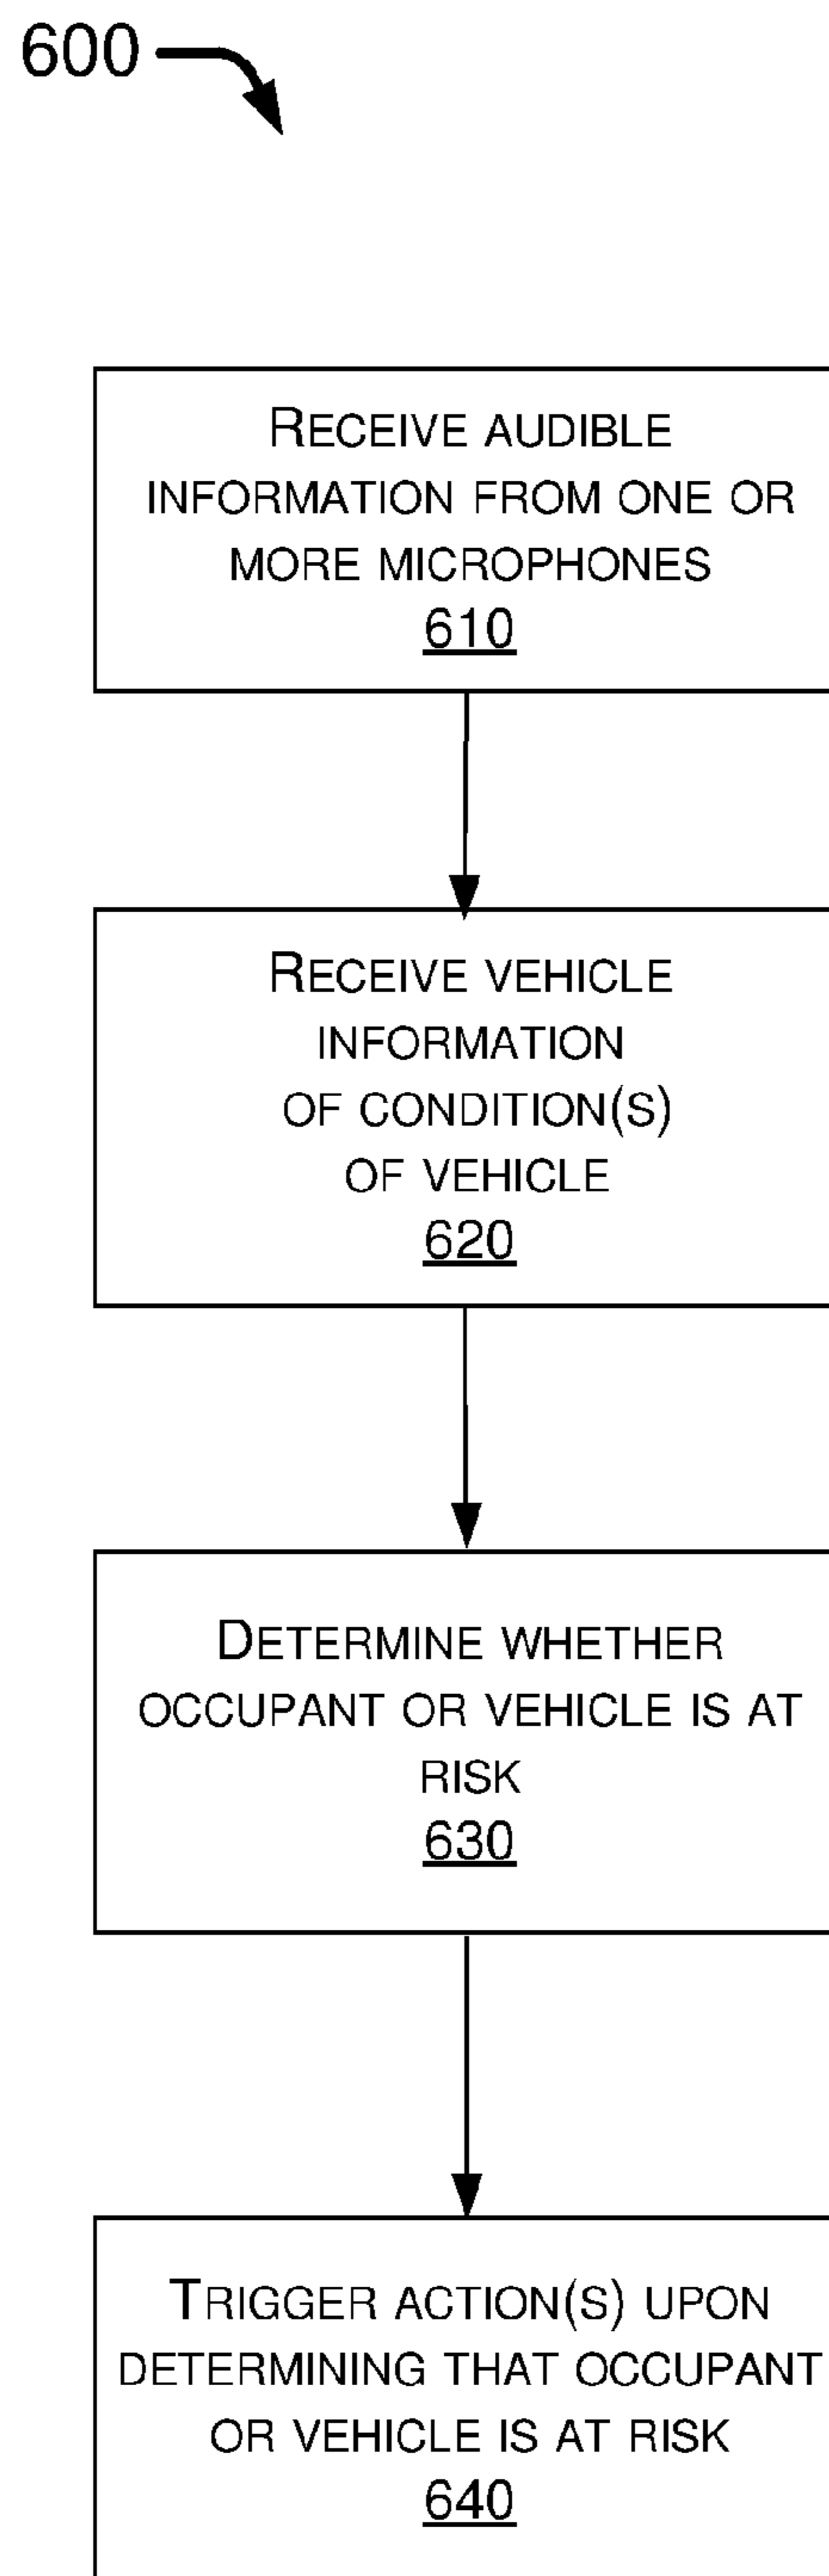 600
RECEIVE AUDIBLE
INFORMATION FROM ONE OR
MORE MICROPHONES
610
RECEIVE VEHICLE
INFORMATION
OF CONDITION(S)
OF VEHICLE
620
DETERMINE WHETHER
OCCUPANT OR VEHICLE IS AT
RISK
630
TRIGGER ACTION(S) UPON
DETERMINING THAT OCCUPANT
OR VEHICLE IS AT RISK
640